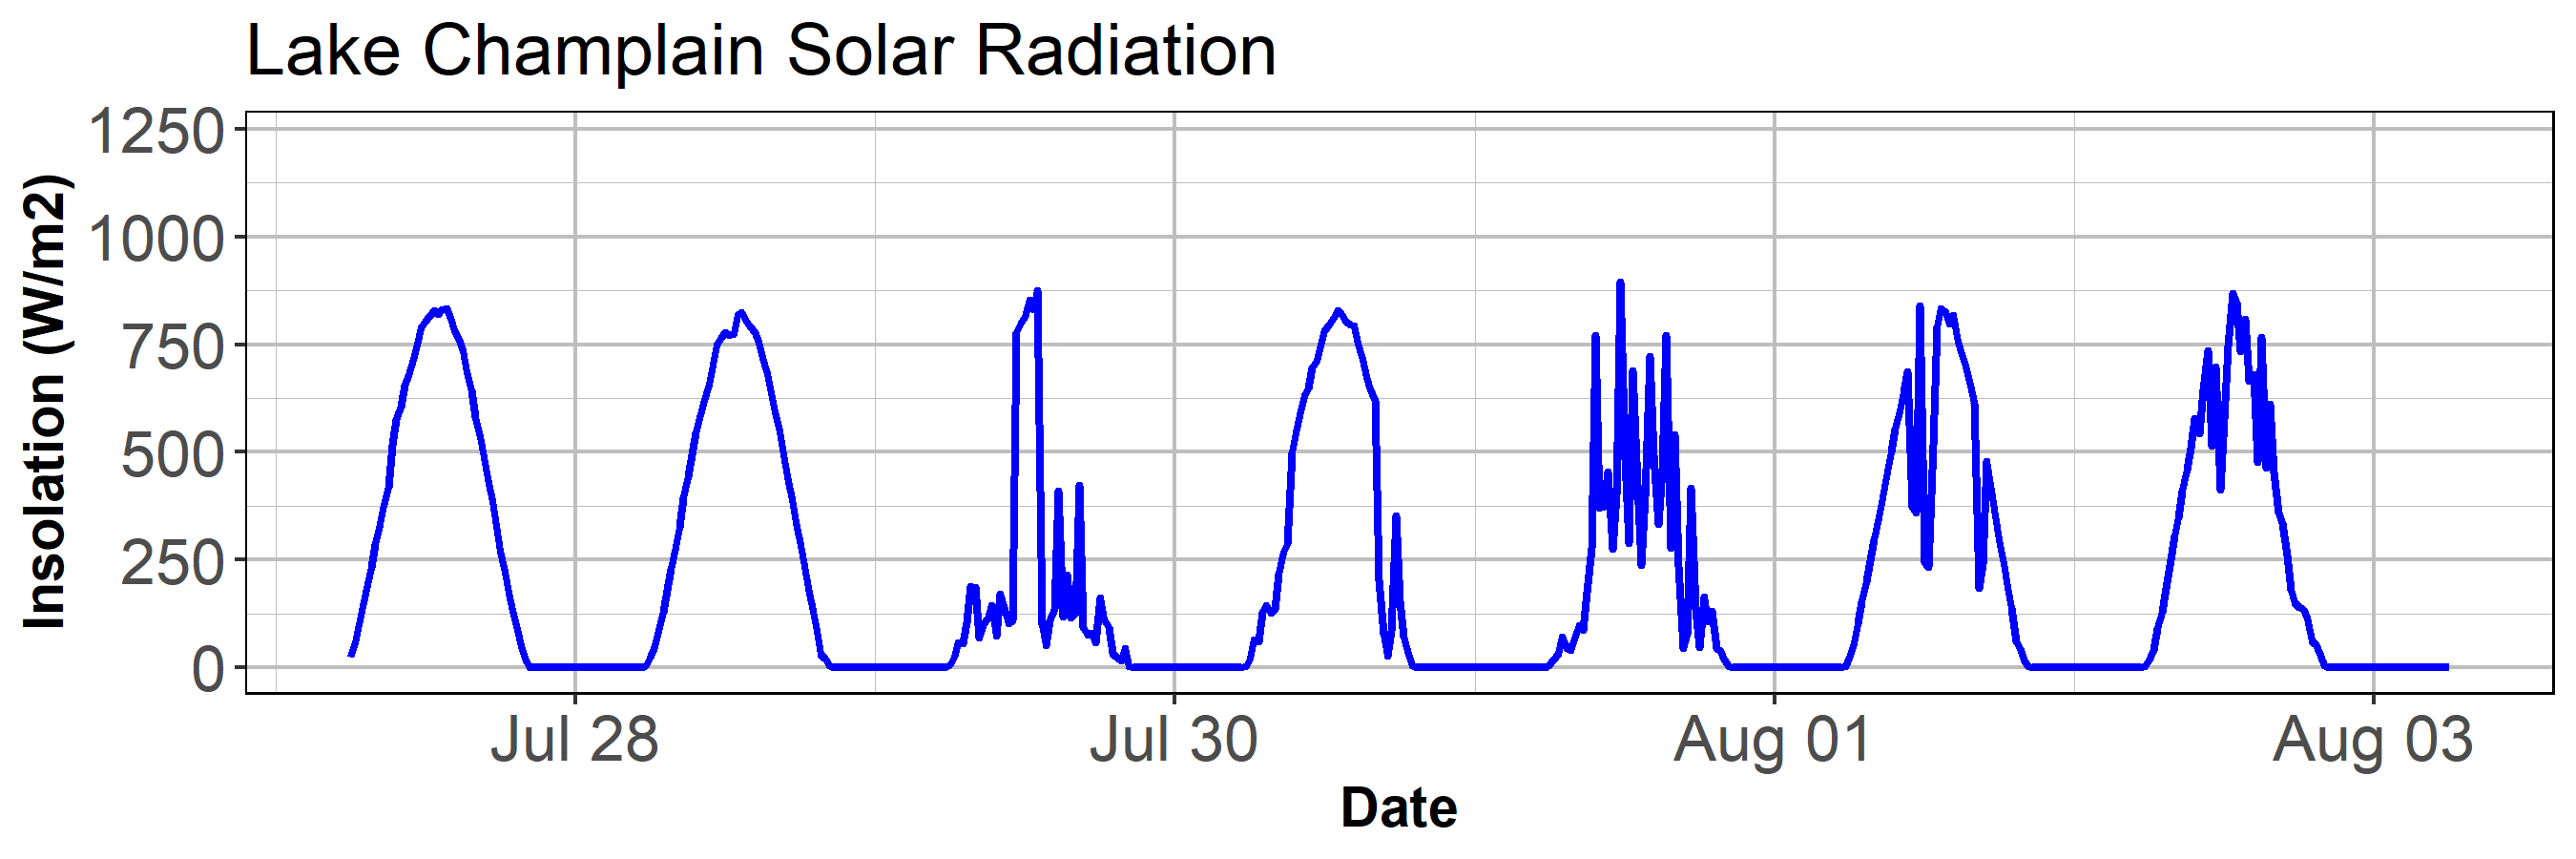 Lake Champlain Solar Radiation
Insolation (W/m2)
1250
1000
750
500
250
0
Jul 28
Jul 30
Aug 01
Aug 03
Date